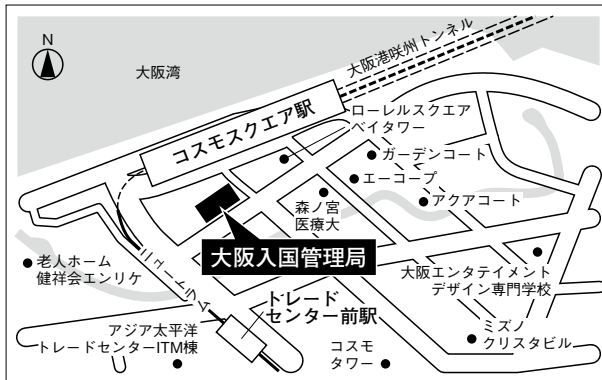 N
大阪湾
大阪港咲州トンネル
コスモスクエア駅
ローレルスクエア
ベイタワー
ガーデンコート
エーコープ
森ノ宮
医療大
アクアコート
大阪入国管理局
老人ホーム
健祥会エンリケ
ニュートラム
大阪エンタテイメント
デザイン専門学校
トレード
センター前駅
アジア太平洋
トレードセンターITM棟
コスモ
タワー
ミズノ
クリスタビル